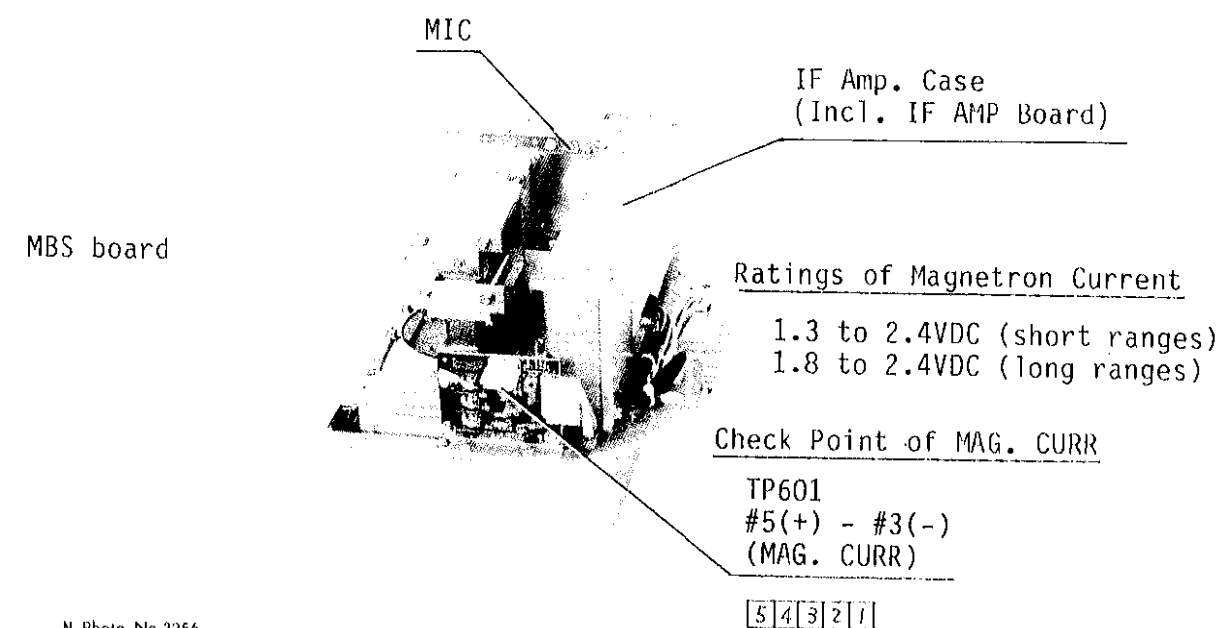 MIC
IF Amp. Case
(Incl. IF AMP Board)
MBS board
Ratings of Magnetron Current
1.3 to 2.4VDC (short ranges)
1.8 to 2.4VDC (long ranges)
Check Point of MAG. CURR
TP601
#5(+) - #3(-)
(MAG. CURR)
5 4 3 2 1
Photo No.